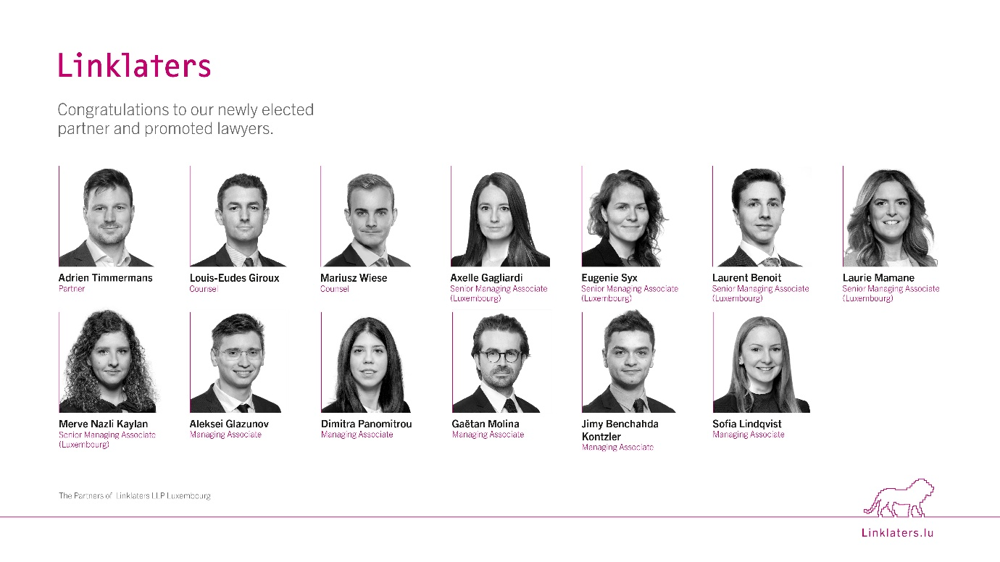 Linklaters
Congratulations to our newly elected
partner and promoted lawyers.
Adrien Timmermans
Partner
Louis-Eudes Giroux
Counsel
Mariusz Wiese
Counsel
Axelle Gagliardi
Senior Managing Associate
(Luxembourg)
Eugenie Syx
Senior Managing Associate
(Luxembourg)
Laurent Benoit
Senior Managing Associate
(Luxembourg)
Laurie Mamane
Senior Managing Associate
(Luxembourg)
Merve Nazli Kaylan
Senior Managing Associate
(Luxembourg)
Aleksei Glazunov
Managing Associate
Dimitra Panomitrou
Managing Associate
Gaëtan Molina
Managing Associate
Jimy Benchahda
Kontzler
Managing Associate
Sofia Lindqvist
Managing Associate
The Partners of Linklaters LLP Luxembourg
Linklaters.lu